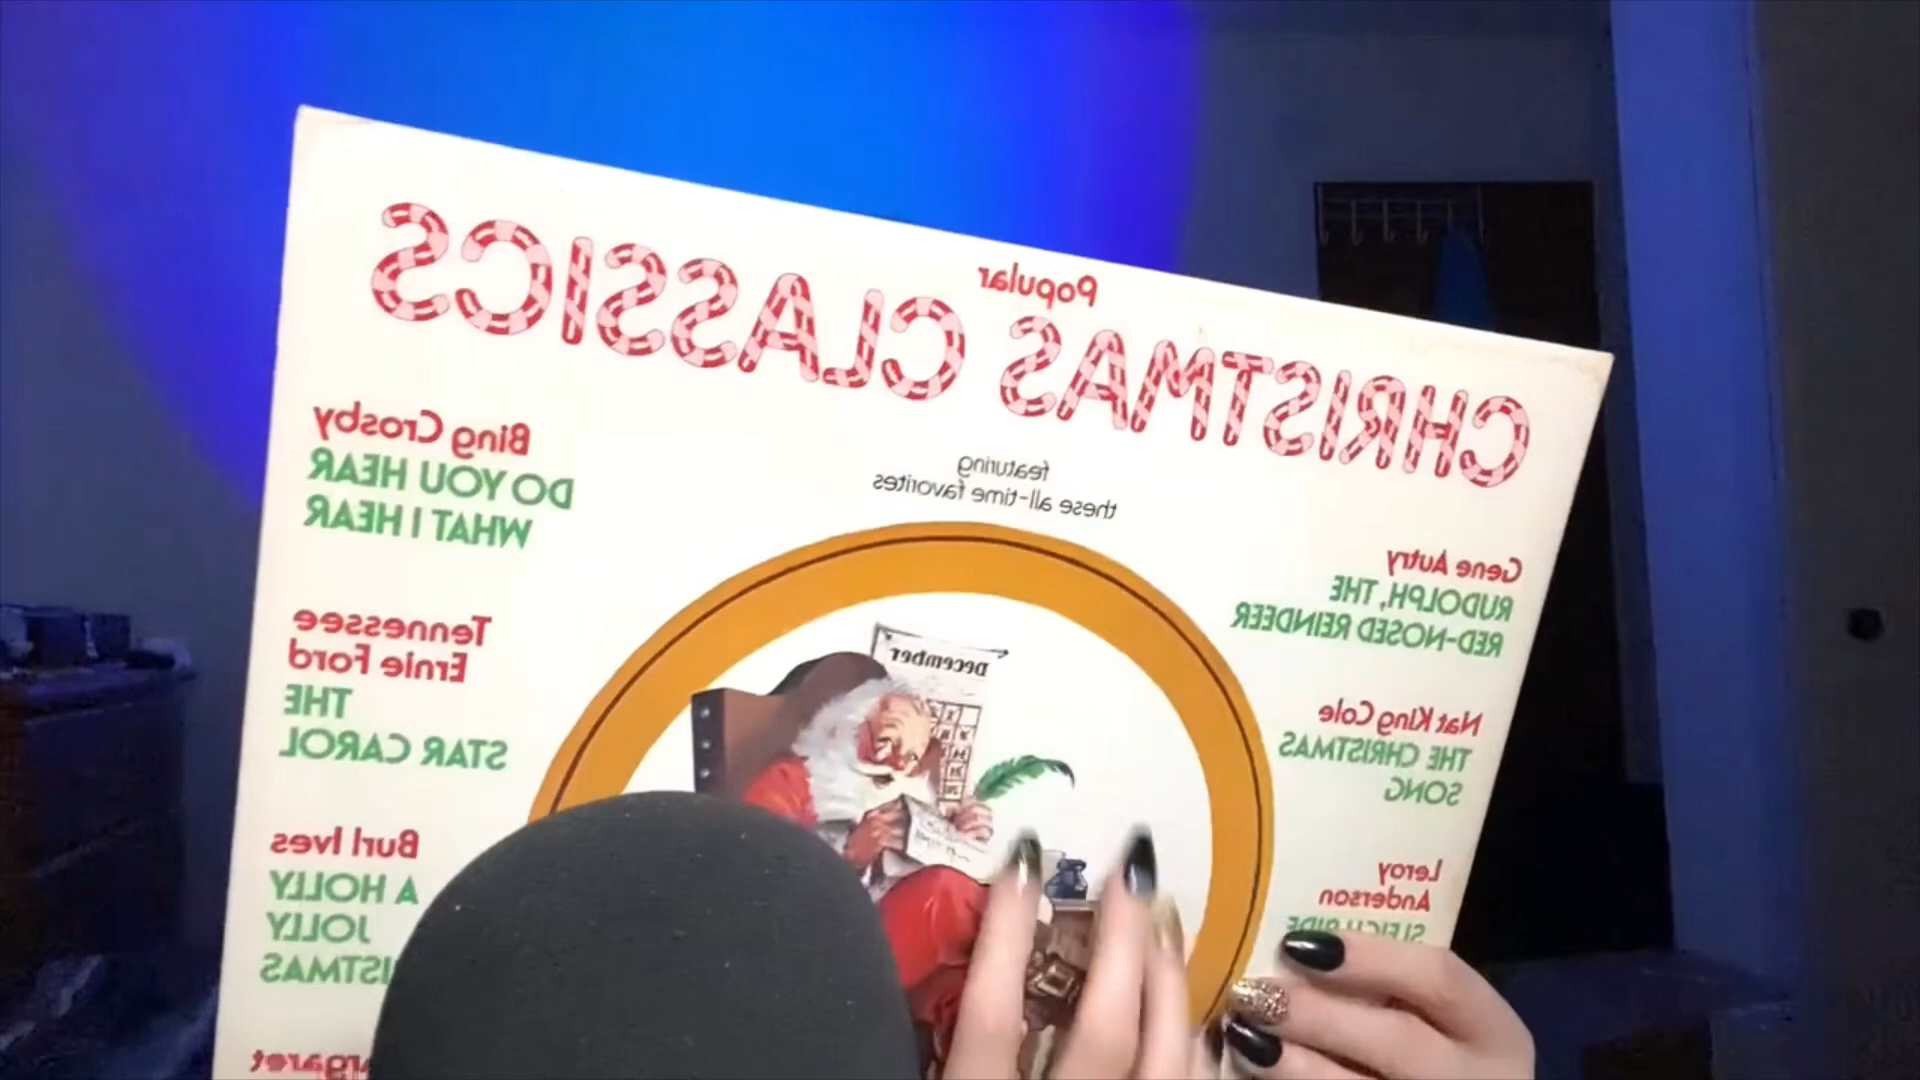 Popular
CHRISTMAS CLASSICS
featuring
these all-time favorites
Gene Autry
RUDOLPH, THE
RED-NOSED REINDEER
Nat King Cole
THE CHRISTMAS
SONG
Leroy
Anderson
SLEIGH RIDE
Bing Crosby
DO YOU HEAR
WHAT I HEAR
Tennessee
Ernie Ford
THE
STAR CAROL
Burl Ives
A HOLLY
JOLLY
December